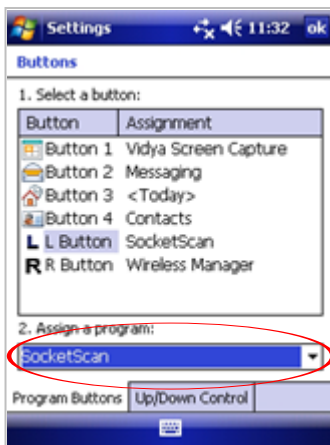 Settings 11:32 ok
Buttons
1. Select a button:
Button Assignment
Button 1 Vidya Screen Capture
Button 2 Messaging
Button 3 <Today>
Button 4 Contacts
L L Button SocketScan
R R Button Wireless Manager
2. Assign a program:
SocketScan
Program Buttons Up/Down Control